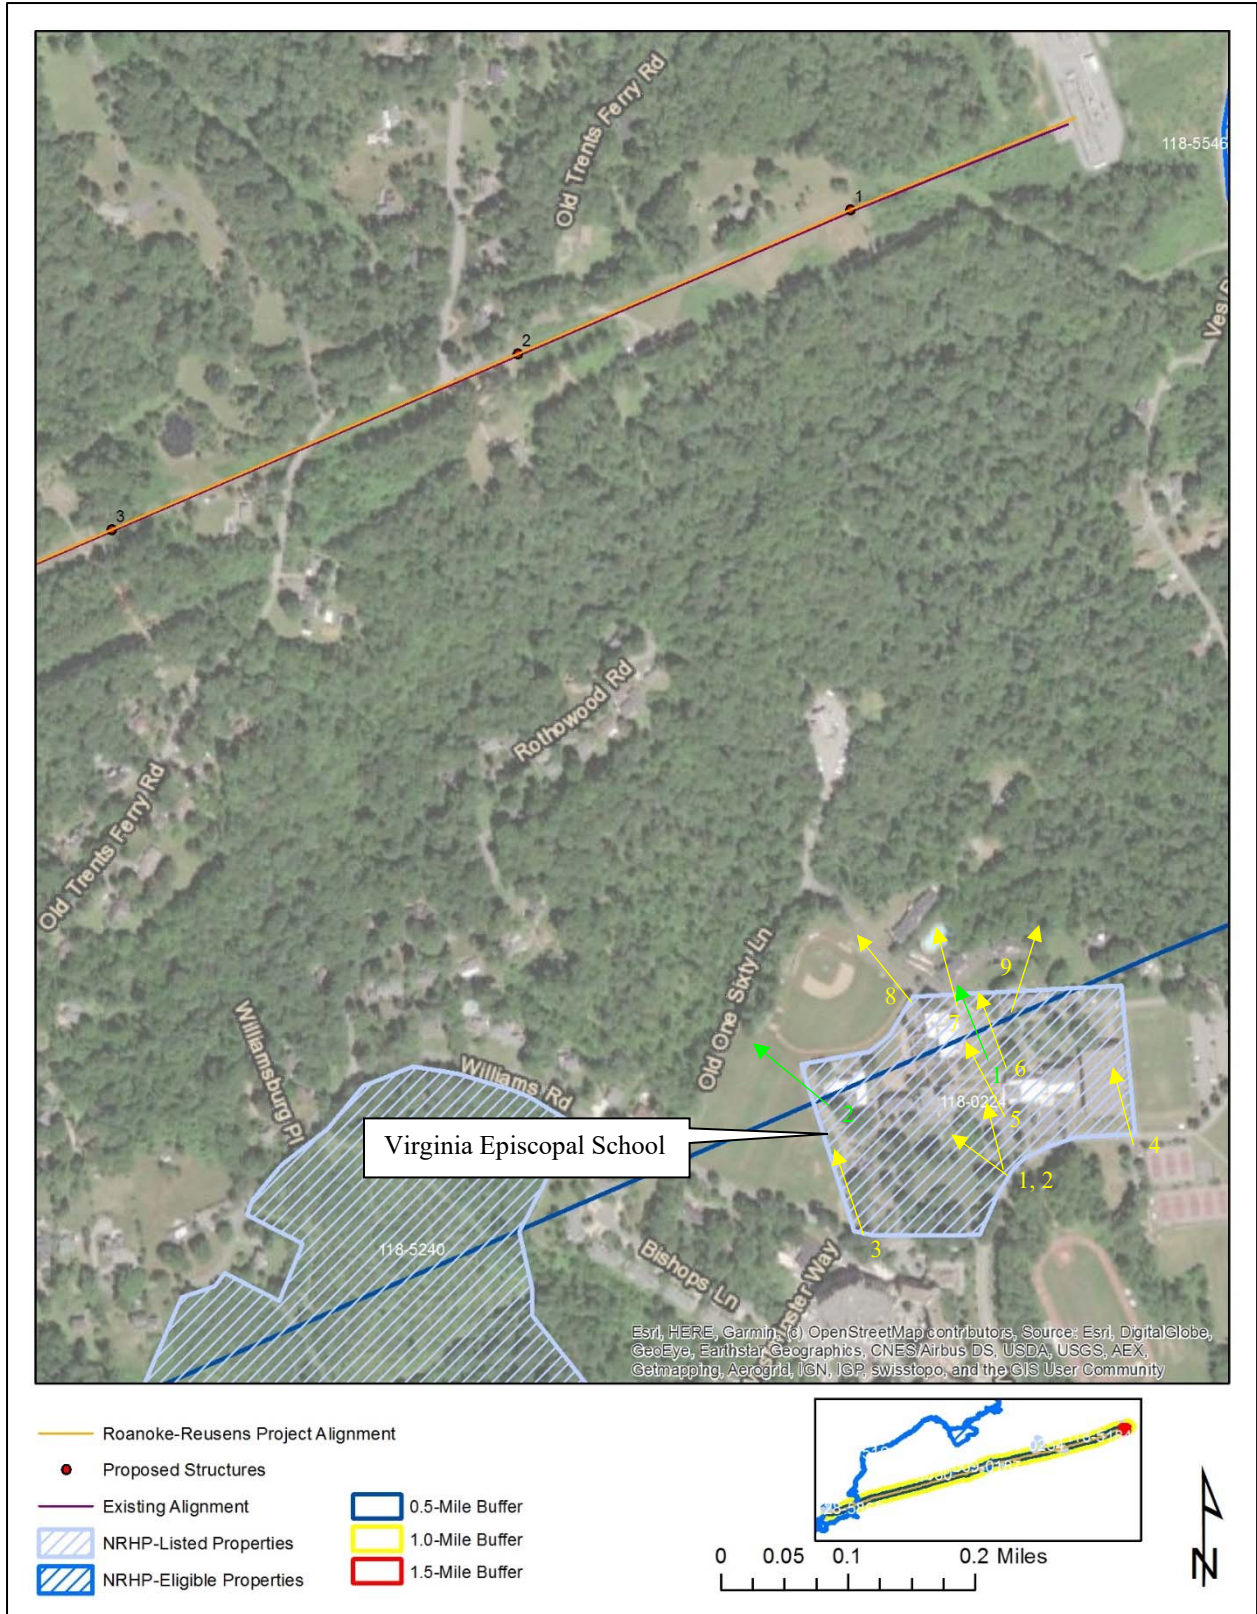 Old Trents Ferry Rd
118-5546
1
2
3
Rothowood Rd
Old Trents Ferry Rd
Old One Sixty Ln
Williamsburg Pl
Williams Rd
8
7
9
6
1
2
118-0224
5
4
1, 2
3
Virginia Episcopal School
118-5240
Bishops Ln
Way
Esri, HERE, Garmin, (c) OpenStreetMap contributors, Source: Esri, DigitalGlobe,
GeoEye, Earthstar Geographics, CNES/Airbus DS, USDA, USGS, AEX,
Getmapping, Aerogrid, IGN, IGP, swisstopo, and the GIS User Community
Roanoke-Reusens Project Alignment
Proposed Structures
Existing Alignment
NRHP-Listed Properties
NRHP-Eligible Properties
0.5-Mile Buffer
1.0-Mile Buffer
1.5-Mile Buffer
0 0.05 0.1 0.2 Miles
N